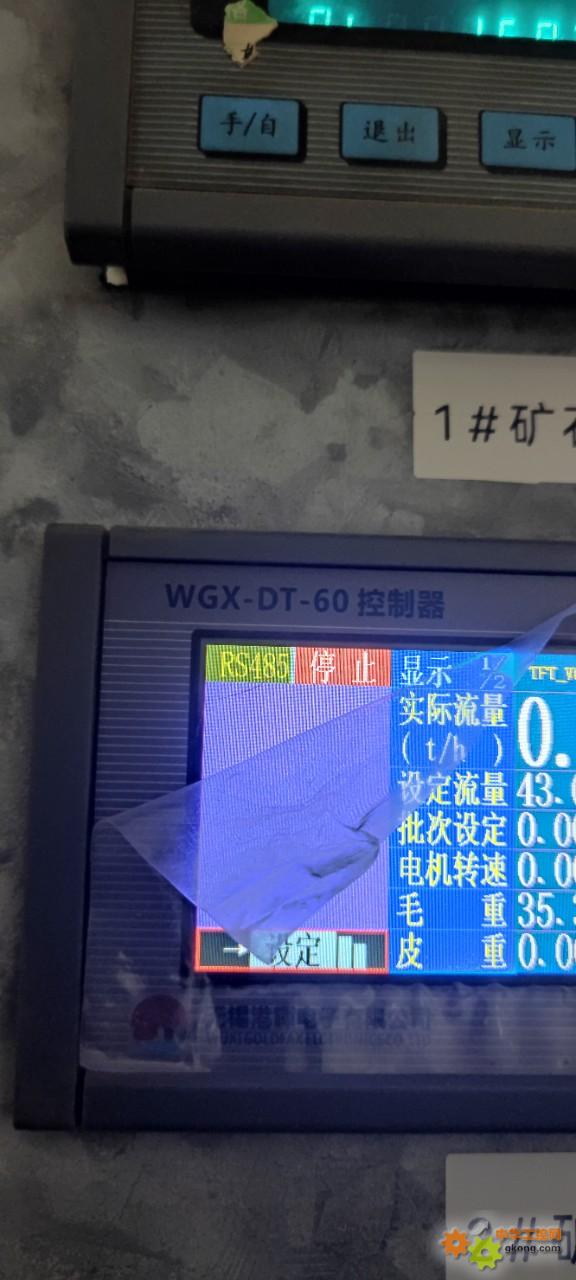 手/自 退出 显示
1#矿
WGX-DT-60 控制器
RS485 停止 显示 1/2
实际流量 0.
(t/h)
设定流量 43.
批次设定 0.0
电机转速 0.0
毛 重 35.
皮 重 0.0
→ 设定
2#矿
中华工控网
gkong.com